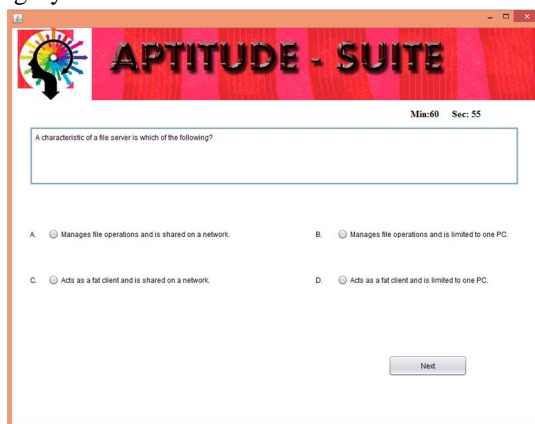 APTITUDE - SUITE
Min:60 Sec: 55
A characteristic of a file server is which of the following?
A. Manages file operations and is shared on a network.
B. Manages file operations and is limited to one PC.
C. Acts as a fat client and is shared on a network.
D. Acts as a fat client and is limited to one PC.
Next